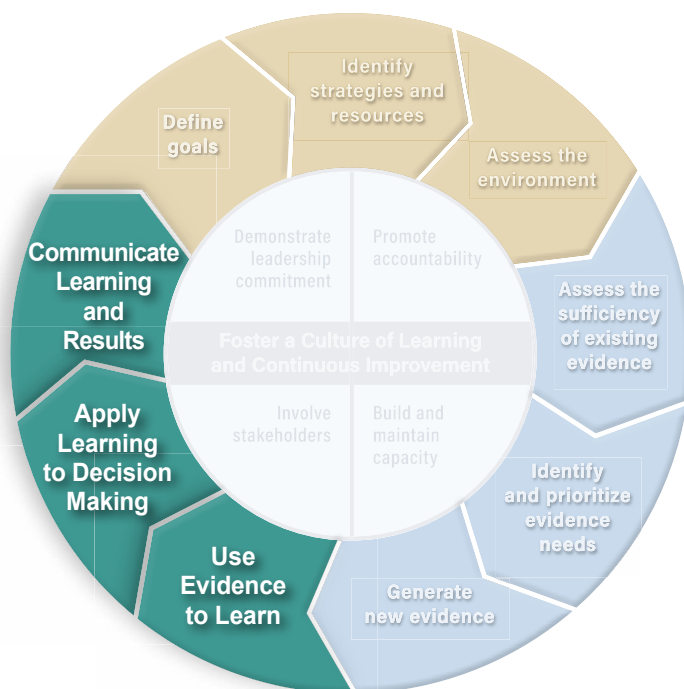 Identify
strategies and
resources
Define
goals
Assess the
environment
Communicate
Learning
and
Results
Demonstrate
leadership
commitment
Promote
accountability
Assess the
sufficiency
of existing
evidence
Foster a Culture of Learning
and Continuous Improvement
Apply
Learning
to Decision
Making
Involve
stakeholders
Build and
maintain
capacity
Identify
and prioritize
evidence
needs
Use
Evidence
to Learn
Generate
new evidence